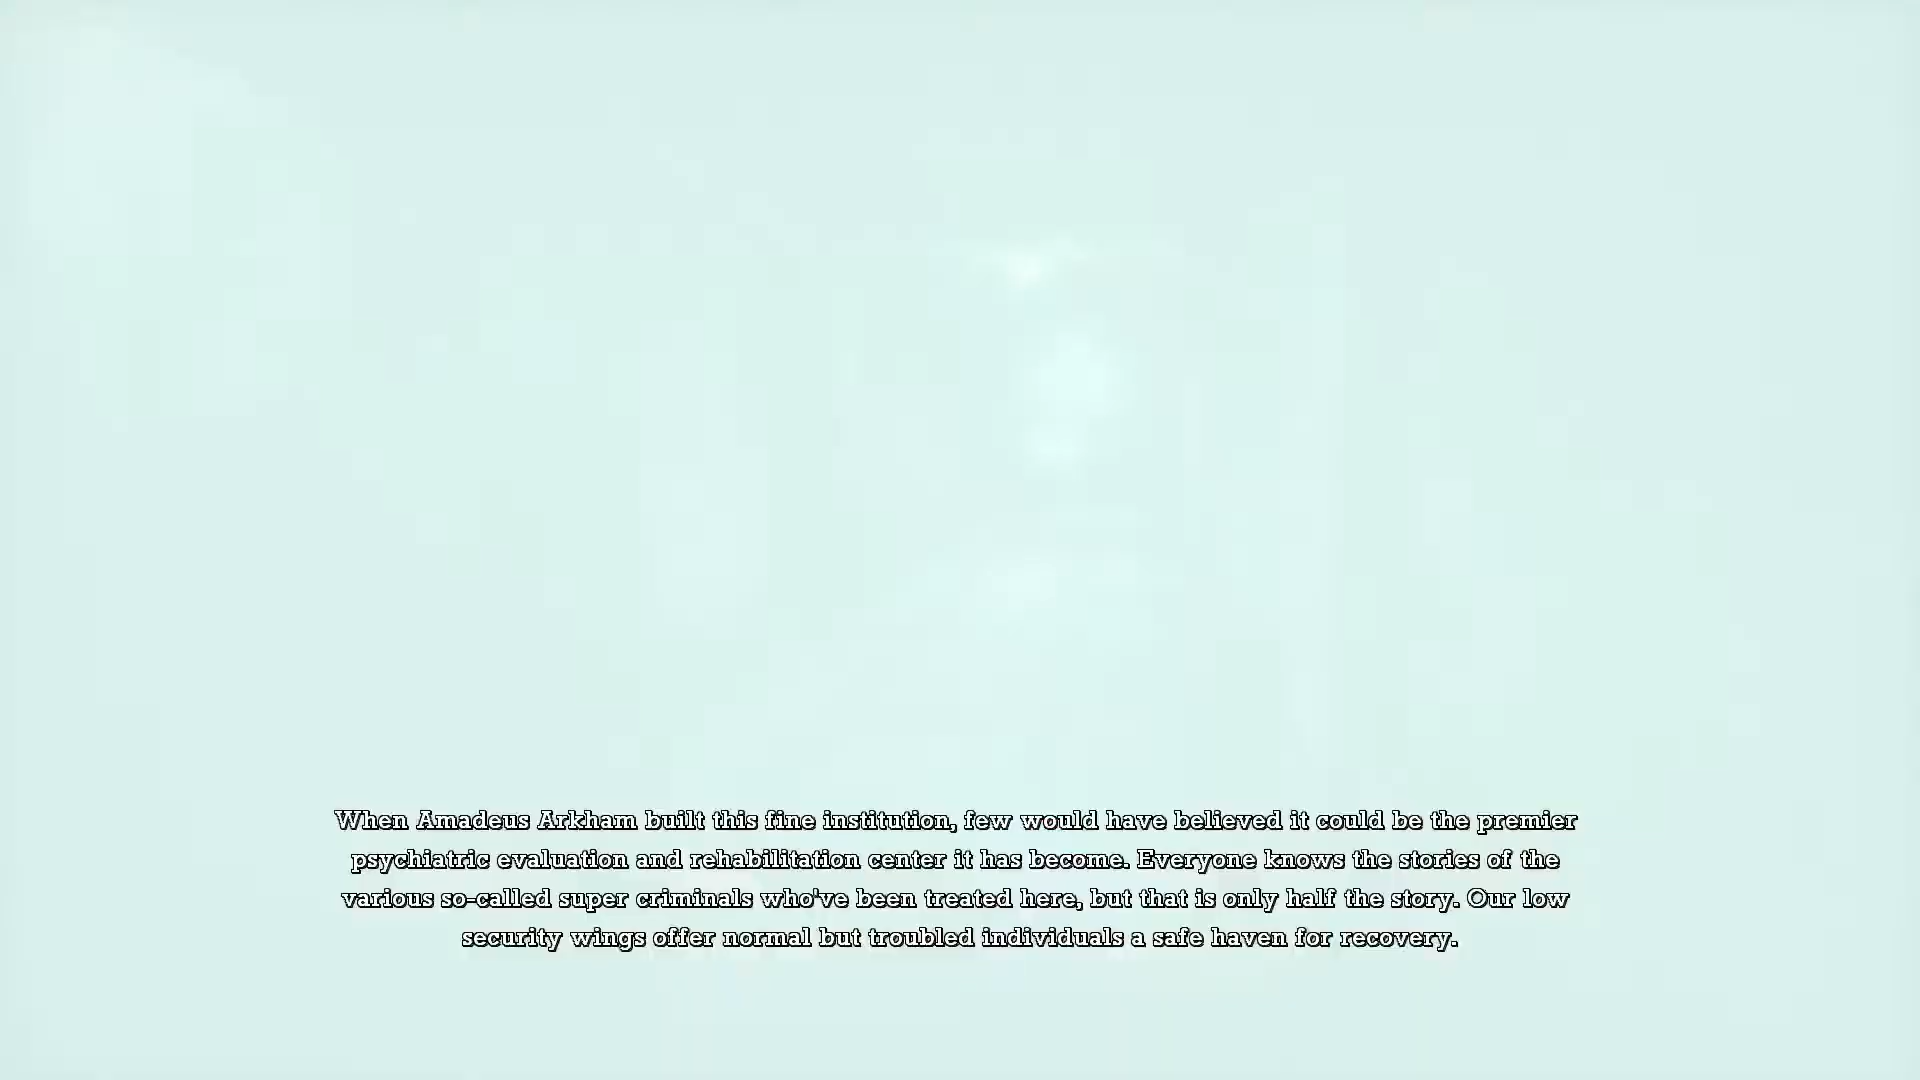 When Amadeus Arkham built this fine institution, few would have believed it could be the premier
psychiatric evaluation and rehabilitation center it has become. Everyone knows the stories of the
various so-called super criminals who've been treated here, but that is only half the story. Our low
security wings offer normal but troubled individuals a safe haven for recovery.